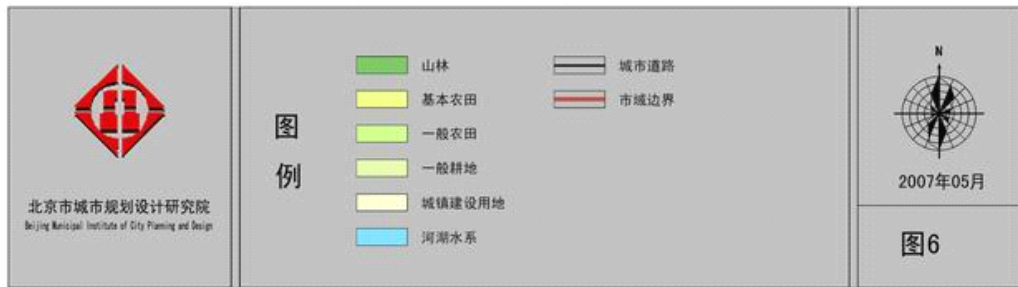 北京市城市规划设计研究院
Beijing Municipal Institute of City Planning and Design
图
例
山林
基本农田
一般农田
一般耕地
城镇建设用地
河湖水系
城市道路
市域边界
N
2007年05月
图6